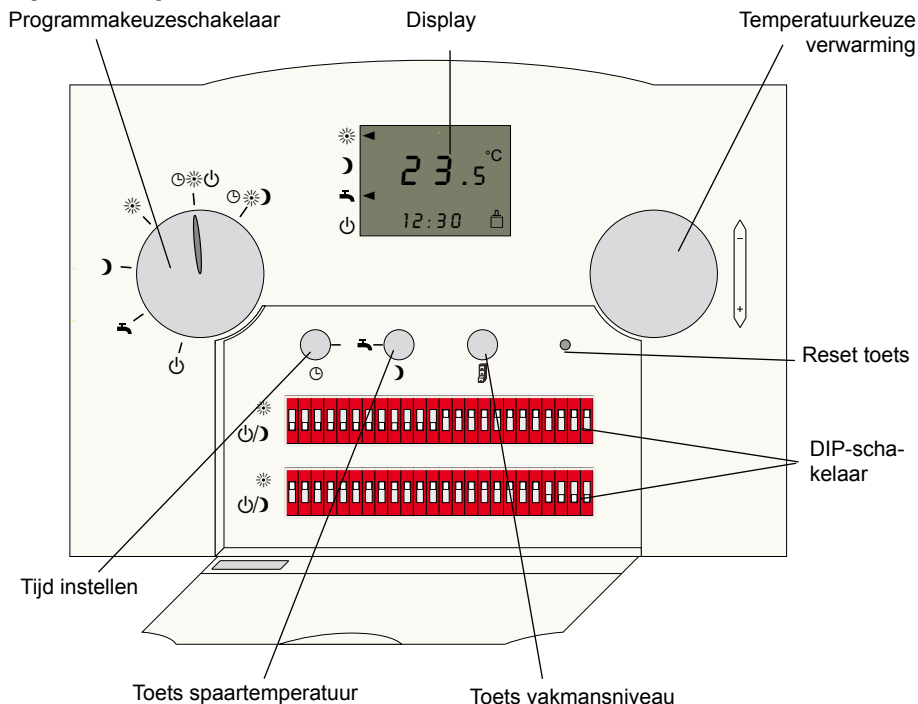 Programmakeuzeschakelaar
Display
Temperatuurkeuze
verwarming
23.5
°C
12:30
−
+
Reset toets
DIP-scha-
kelaar
Tijd instellen
Toets spaartemperatuur
Toets vakmansniveau